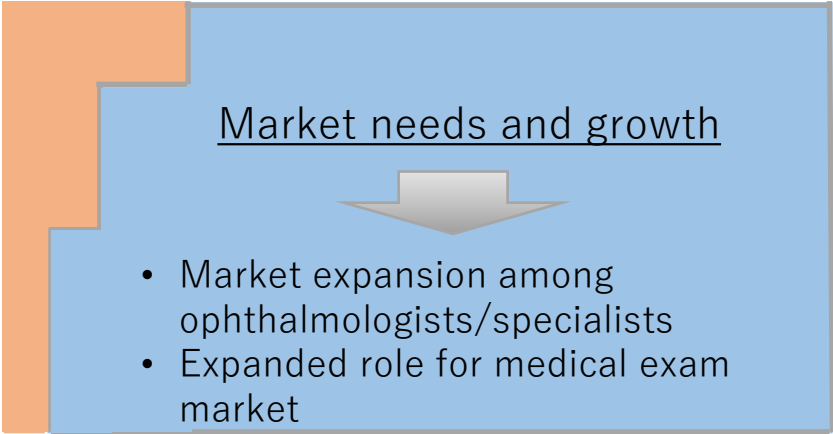 Market needs and growth
• Market expansion among
ophthalmologists/specialists
• Expanded role for medical exam
market